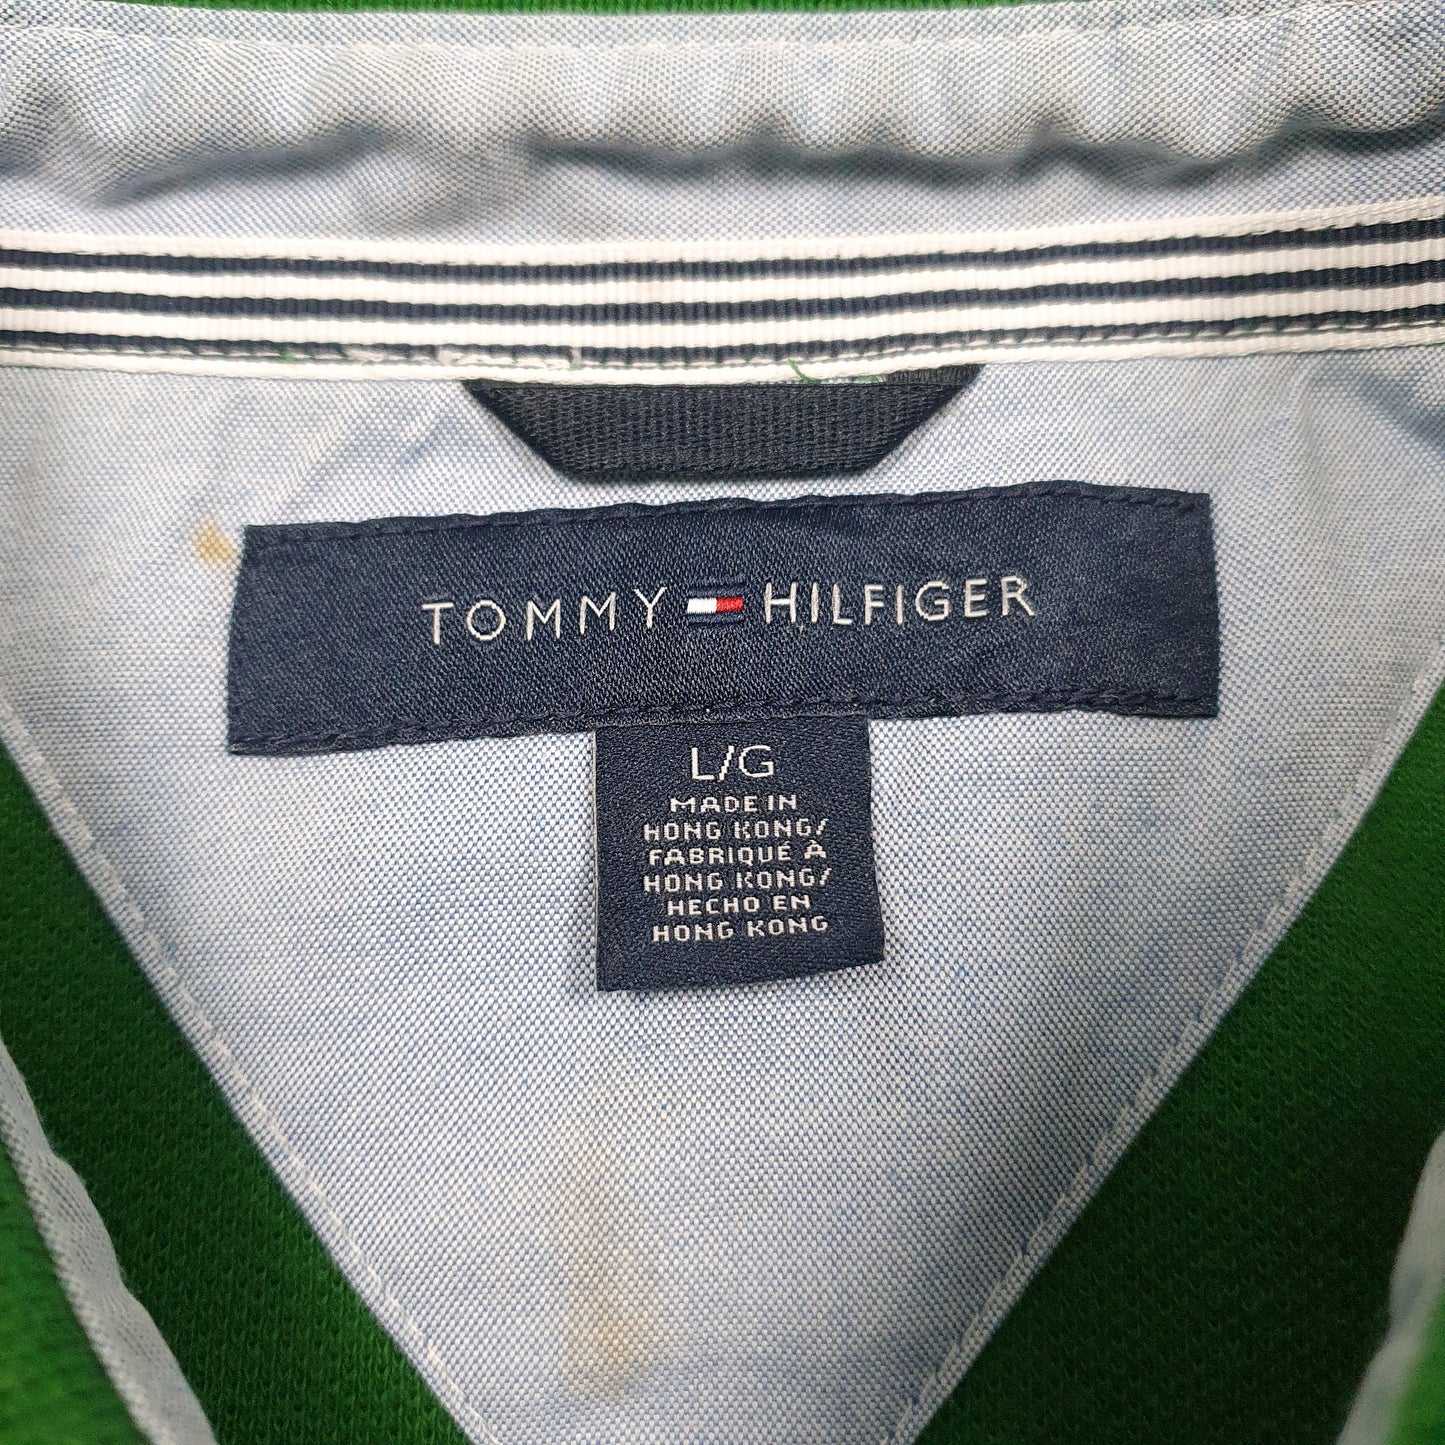 TOMMY HILFIGER
L/G
MADE IN
HONG KONG/
FABRIQUÉ À
HONG KONG/
HECHO EN
HONG KONG